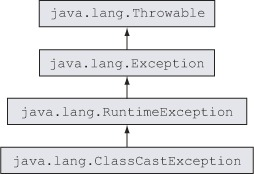 java.lang.Throwable
java.lang.Exception
java.lang.RuntimeException
java.lang.ClassCastException